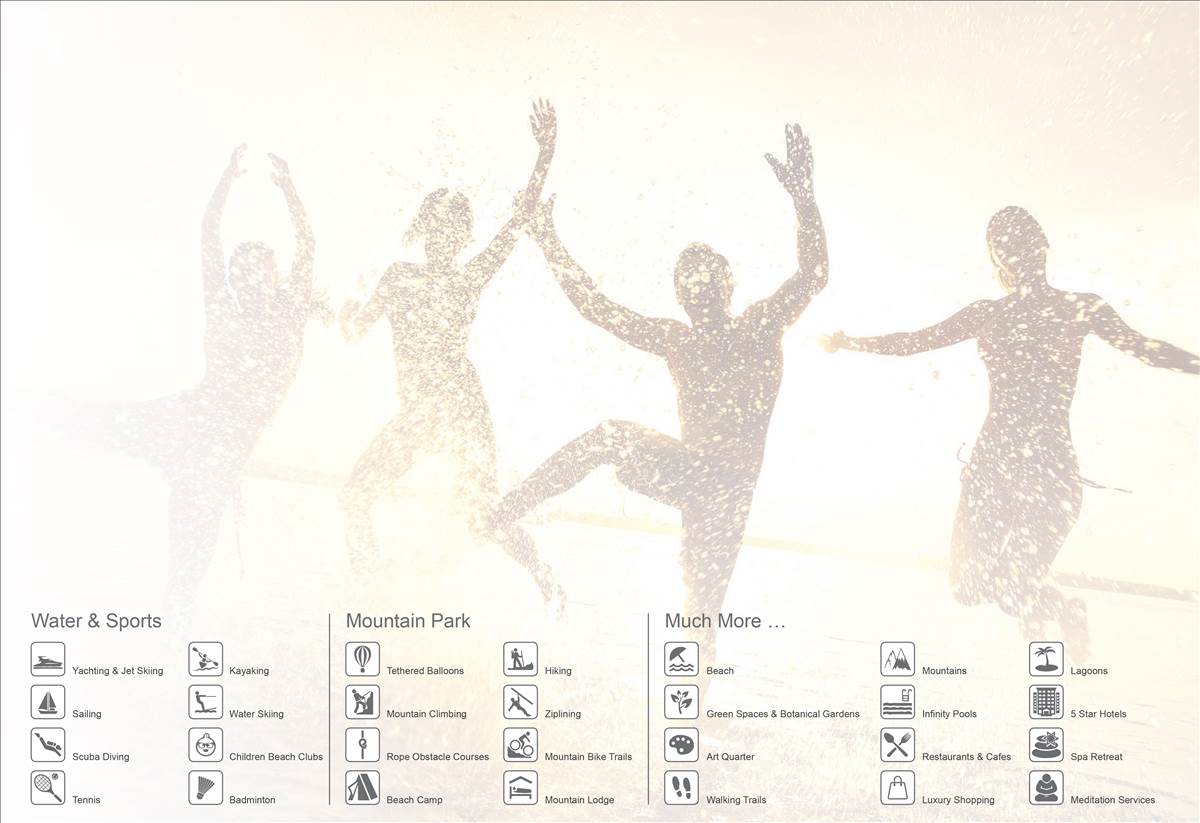 Water & Sports
Yachting & Jet Skiing
Kayaking
Sailing
Water Skiing
Scuba Diving
Children Beach Clubs
Tennis
Badminton
Mountain Park
Tethered Balloons
Hiking
Mountain Climbing
Ziplining
Rope Obstacle Courses
Mountain Bike Trails
Beach Camp
Mountain Lodge
Much More ...
Beach
Mountains
Lagoons
Green Spaces & Botanical Gardens
Infinity Pools
5 Star Hotels
Art Quarter
Restaurants & Cafes
Spa Retreat
Walking Trails
Luxury Shopping
Meditation Services